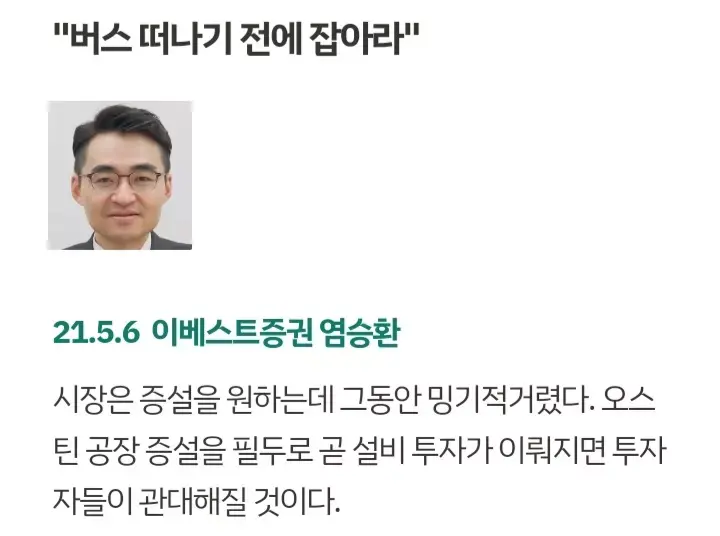 "버스 떠나기 전에 잡아라"
21.5.6 이베스트증권 염승환
시장은 증설을 원하는데 그동안 밍기적거렸다. 오스
틴 공장 증설을 필두로 곧 설비 투자가 이뤄지면 투자
자들이 관대해질 것이다.